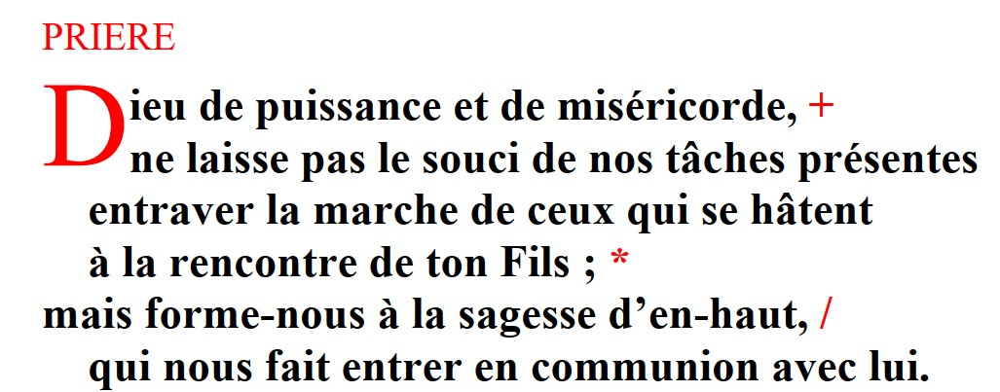 PRIERE
Dieu de puissance et de miséricorde, +
ne laisse pas le souci de nos tâches présentes
entraver la marche de ceux qui se hâtent
à la rencontre de ton Fils ; *
mais forme-nous à la sagesse d’en-haut, /
qui nous fait entrer en communion avec lui.